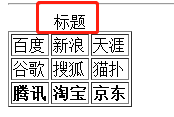 标题
百度 新浪 天涯
谷歌 搜狐 猫扑
腾讯 淘宝 京东